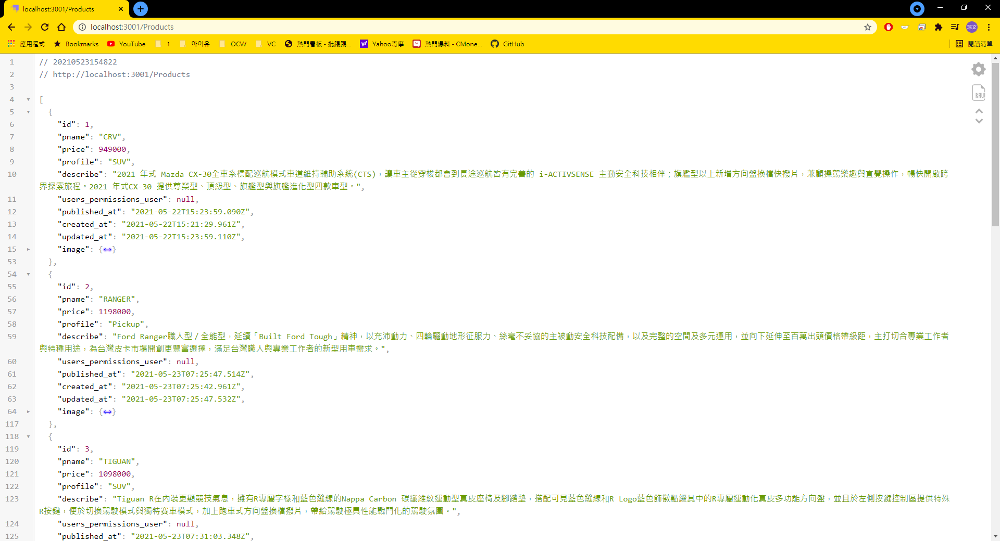 localhost:3001/Products
localhost:3001/Products
應用程式 Bookmarks YouTube 1 아이유 OCW VC 熱門看板 - 批踢踢... Yahoo奇摩 熱門爆料 - CMone... GitHub 閱讀清單
琮文
RAW
1 // 20210523154822
2 // http://localhost:3001/Products
3
4 [
5 {
6 "id": 1,
7 "pname": "CRV",
8 "price": 949000,
9 "profile": "SUV",
10 "describe": "2021 年式 Mazda CX-30全車系標配巡航模式車道維持輔助系統(CTS)，讓車主從穿梭都會到長途巡航皆有完善的 i-ACTIVSENSE 主動安全科技相伴；旗艦型以上新增方向盤換檔快撥片，兼顧操駕樂趣與直覺操作，暢快開啟跨
界探索旅程。2021 年式CX-30 提供尊榮型、頂級型、旗艦型與旗艦進化型四款車型。",
11 "users_permissions_user": null,
12 "published_at": "2021-05-22T15:23:59.090Z",
13 "created_at": "2021-05-22T15:21:29.961Z",
14 "updated_at": "2021-05-22T15:23:59.110Z",
15 "image": {↔}
53 },
54 {
55 "id": 2,
56 "pname": "RANGER",
57 "price": 1198000,
58 "profile": "Pickup",
59 "describe": "Ford Ranger職人型／全能型，延續「Built Ford Tough」精神，以充沛動力、四輪驅動地形征服力、絲毫不妥協的主被動安全科技配備，以及完整的空間及多元運用，並向下延伸至百萬出頭價格帶級距，主打切合專業工作者
與特種用途，為台灣皮卡市場開創更豐富選擇，滿足台灣職人與專業工作者的新型用車需求。",
60 "users_permissions_user": null,
61 "published_at": "2021-05-23T07:25:47.514Z",
62 "created_at": "2021-05-23T07:25:42.961Z",
63 "updated_at": "2021-05-23T07:25:47.532Z",
64 "image": {↔}
117 },
118 {
119 "id": 3,
120 "pname": "TIGUAN",
121 "price": 1098000,
122 "profile": "SUV",
123 "describe": "Tiguan R在內裝更顯競技氣息，擁有R專屬字樣和藍色縫線的Nappa Carbon 碳纖維紋運動型真皮座椅及腳踏墊，搭配可見藍色縫線和R Logo藍色飾徽點綴其中的R專屬運動化真皮多功能方向盤，並且於左側按鍵控制區提供特殊
R按鍵，便於切換駕駛模式與獨特賽車模式，加上跑車式方向盤換檔撥片，帶給駕駛極具性能戰鬥化的駕駛氛圍。",
124 "users_permissions_user": null,
125 "published_at": "2021-05-23T07:31:03.348Z",